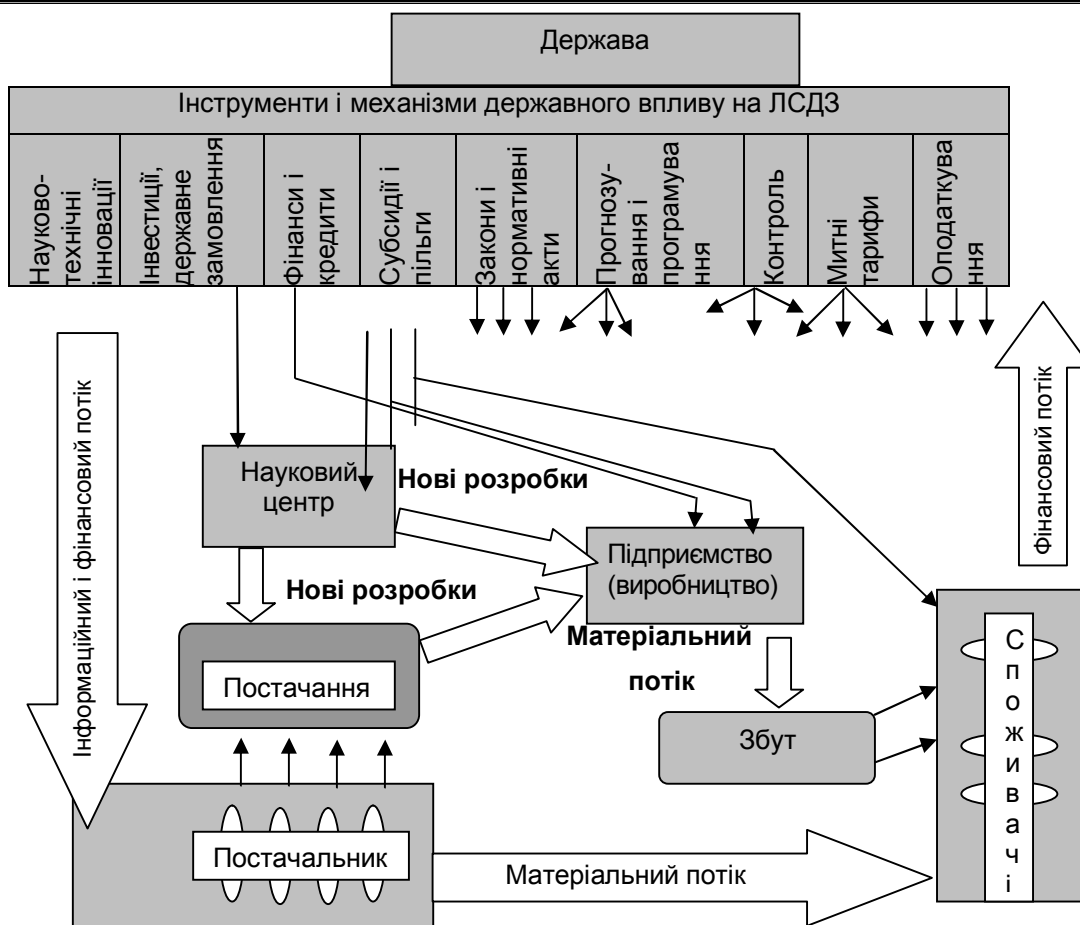 Держава
Інструменти і механізми державного впливу на ЛСДЗ
Науково-
технічні
інновації
Інвестиції,
державне
замовлення
Фінанси і
кредити
Субсидії і
пільги
Закони і
нормативні
акти
Прогнозу-
вання і
програмува
ння
Контроль
Митні
тарифи
Оподаткува
ння
Інформаційний і фінансовий потік
Фінансовий потік
Науковий
центр
Нові розробки
Підприємство
(виробництво)
Нові розробки
Матеріальний
потік
Постачання
Збут
Споживачі
Постачальник
Матеріальний потік